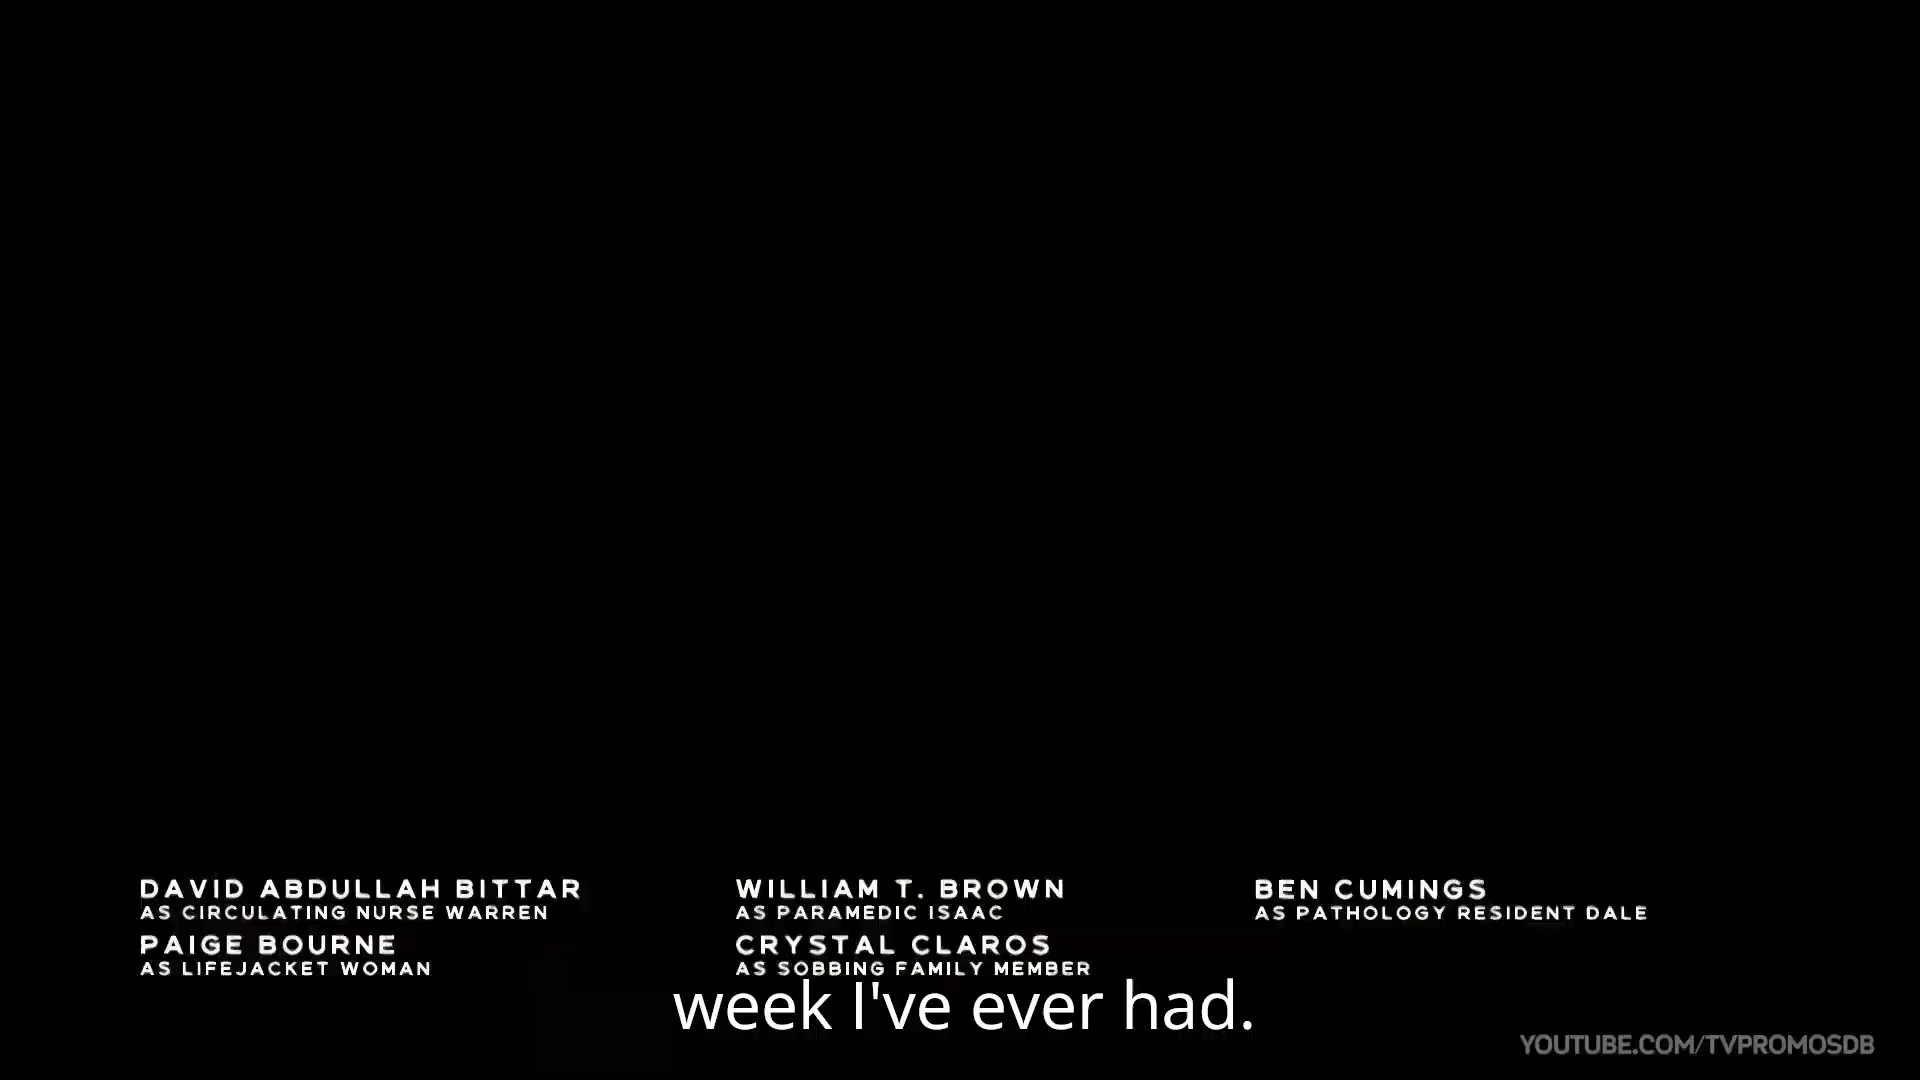 DAVID ABDULLAH BITTAR
AS CIRCULATING NURSE WARREN
WILLIAM T. BROWN
AS PARAMEDIC ISAAC
BEN CUMINGS
AS PATHOLOGY RESIDENT DALE
PAIGE BOURNE
AS LIFEJACKET WOMAN
CRYSTAL CLAROS
AS SOBBING FAMILY MEMBER
week I've ever had.
YOUTUBE.COM/TVPROMOSDB